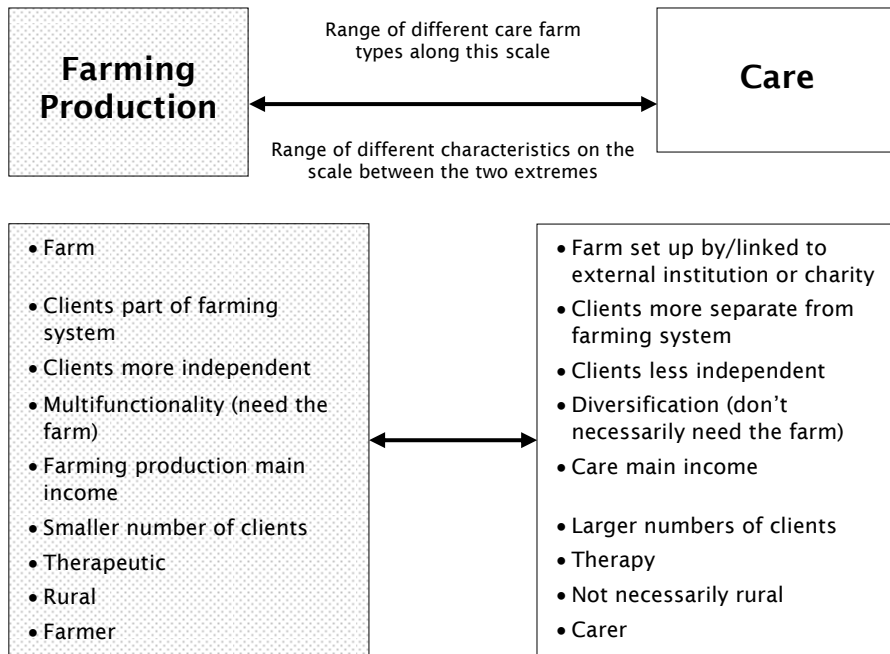 Farming
Production
Range of different care farm
types along this scale
Range of different characteristics on the
scale between the two extremes
Care
• Farm
• Clients part of farming
system
• Clients more independent
• Multifunctionality (need the
farm)
• Farming production main
income
• Smaller number of clients
• Therapeutic
• Rural
• Farmer
• Farm set up by/linked to
external institution or charity
• Clients more separate from
farming system
• Clients less independent
• Diversification (don’t
necessarily need the farm)
• Care main income
• Larger numbers of clients
• Therapy
• Not necessarily rural
• Carer